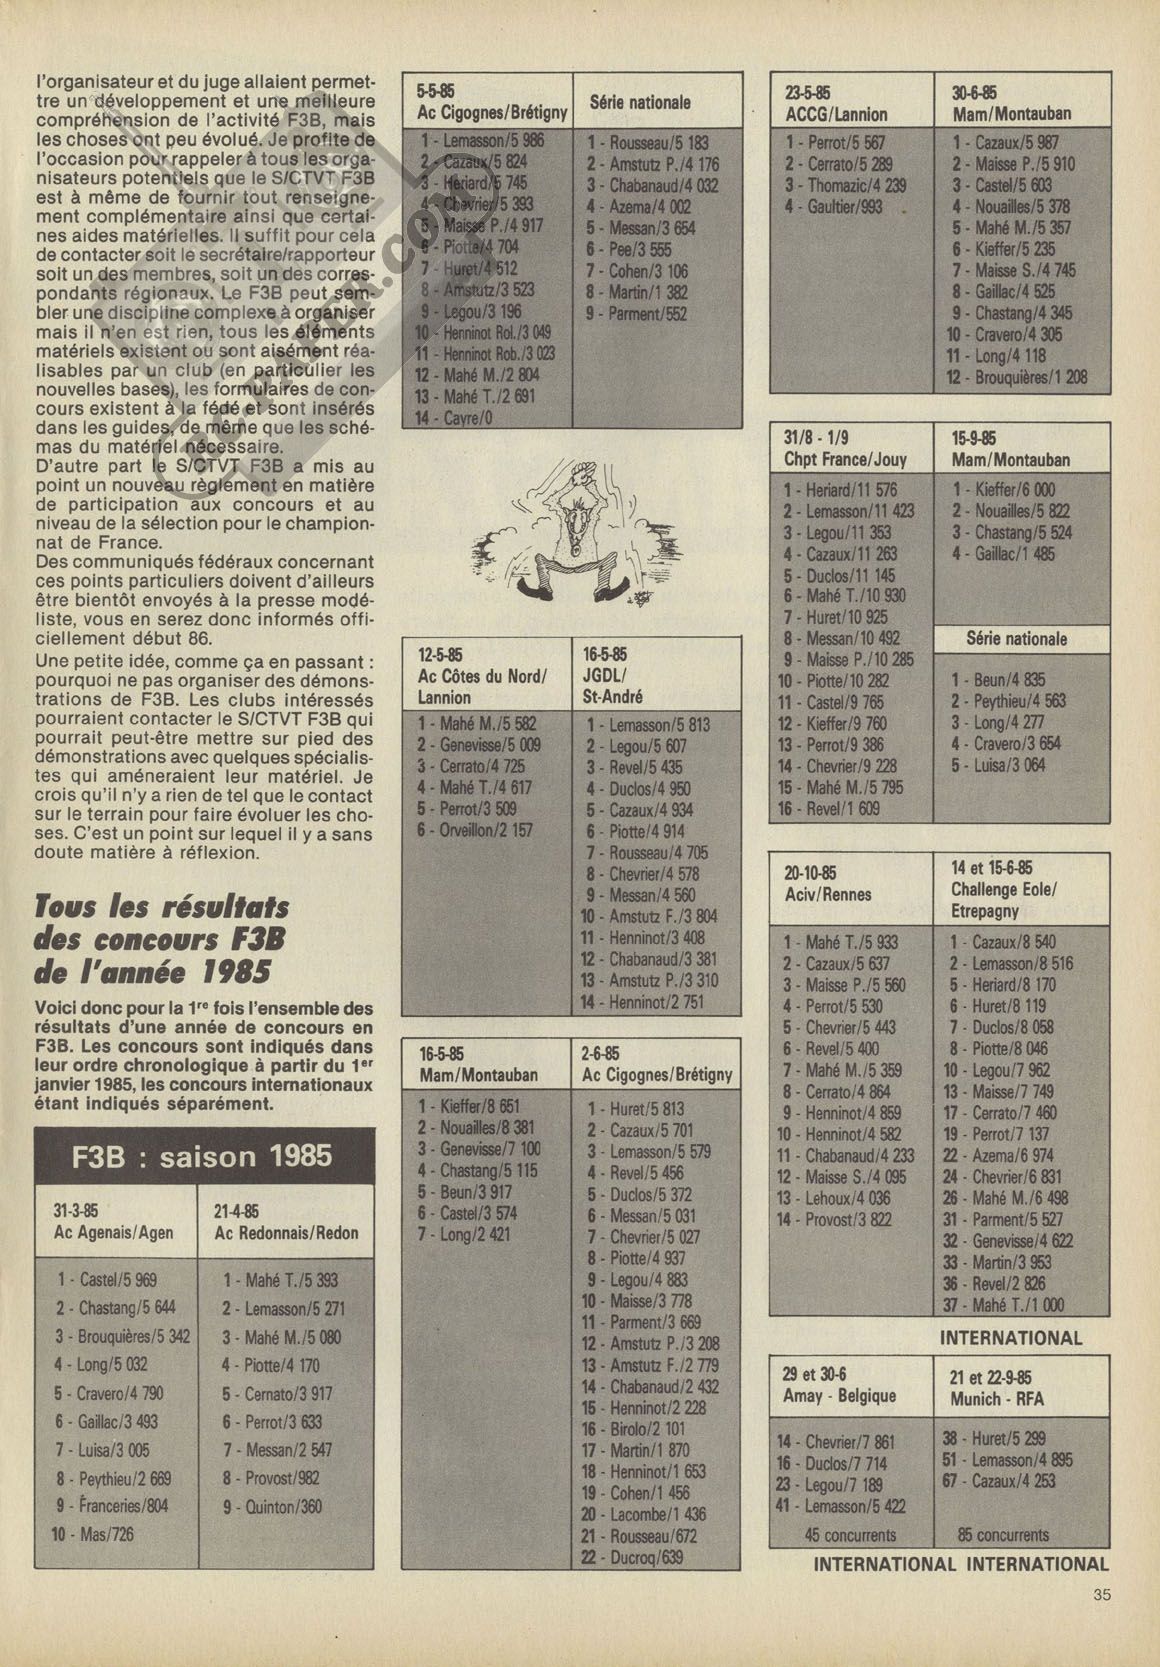 l'organisateur et du juge allaient permet-
tre un développement et une meilleure
compréhension de l'activité F3B, mais
les choses ont peu évolué. Je profite de
l'occasion pour rappeler à tous les orga-
nisateurs potentiels que le S/CTVT F3B
est à même de fournir tout renseigne-
ment complémentaire ainsi que certai-
nes aides matérielles. Il suffit pour cela
de contacter soit le secrétaire/rapporteur
soit un des membres, soit un des corres-
pondants régionaux. Le F3B peut sem-
bler une discipline complexe à organiser
mais il n'en est rien, tous les éléments
matériels existent ou sont aisément réa-
lisables par un club (en particulier les
nouvelles bases), les formulaires de con-
cours existent à la fédé et sont insérés
dans les guides, de même que les sché-
mas du matériel nécessaire.
D'autre part le S/CTVT F3B a mis au
point un nouveau règlement en matière
de participation aux concours et au
niveau de la sélection pour le champion-
nat de France.
Des communiqués fédéraux concernant
ces points particuliers doivent d'ailleurs
être bientôt envoyés à la presse modé-
liste, vous en serez donc informés offi-
ciellement début 86.
Une petite idée, comme ça en passant :
pourquoi ne pas organiser des démons-
trations de F3B. Les clubs intéressés
pourraient contacter le S/CTVT F3B qui
pourrait peut-être mettre sur pied des
démonstrations avec quelques spécialis-
tes qui améneraient leur matériel. Je
crois qu'il n'y a rien de tel que le contact
sur le terrain pour faire évoluer les cho-
ses. C'est un point sur lequel il y a sans
doute matière à réflexion.
Tous les résultats
des concours F3B
de l'année 1985
Voici donc pour la 1re fois l'ensemble des
résultats d'une année de concours en
F3B. Les concours sont indiqués dans
leur ordre chronologique à partir du 1er
janvier 1985, les concours internationaux
étant indiqués séparément.
F3B : saison 1985
31-3-85
Ac Agenais/Agen
1 - Castel/5 969
2 - Chastang/5 644
3 - Brouquières/5 342
4 - Long/5 032
5 - Cravero/4 790
6 - Gaillac/3 493
7 - Luisa/3 005
8 - Peythieu/2 669
9 - Franceries/804
10 - Mas/726
21-4-85
Ac Redonnais/Redon
1 - Mahé T./5 393
2 - Lemasson/5 271
3 - Mahé M./5 080
4 - Piotte/4 170
5 - Cernato/3 917
6 - Perrot/3 633
7 - Messan/2 547
8 - Provost/982
9 - Quinton/360
5-5-85
Ac Cigognes/Brétigny
1 - Lemasson/5 986
2 - Cazaux/5 824
3 - Hériard/5 745
4 - Chevrier/5 393
5 - Maisse P./4 917
6 - Piotte/4 704
7 - Huret/4 512
8 - Amstutz/3 523
9 - Legou/3 196
10 - Henninot Rol./3 049
11 - Henninot Rob./3 023
12 - Mahé M./2 804
13 - Mahé T./2 691
14 - Cayre/0
Série nationale
1 - Rousseau/5 183
2 - Amstutz P./4 176
3 - Chabanaud/4 032
4 - Azema/4 002
5 - Messan/3 654
6 - Pee/3 555
7 - Cohen/3 106
8 - Martin/1 382
9 - Parment/552
12-5-85
Ac Côtes du Nord/
Lannion
1 - Mahé M./5 582
2 - Genevisse/5 009
3 - Cerrato/4 725
4 - Mahé T./4 617
5 - Perrot/3 509
6 - Orveillon/2 157
16-5-85
JGDL/
St-André
1 - Lemasson/5 813
2 - Legou/5 607
3 - Revel/5 435
4 - Duclos/4 950
5 - Cazaux/4 934
6 - Piotte/4 914
7 - Rousseau/4 705
8 - Chevrier/4 578
9 - Messan/4 560
10 - Amstutz F./3 804
11 - Henninot/3 408
12 - Chabanaud/3 381
13 - Amstutz P./3 310
14 - Henninot/2 751
16-5-85
Mam/Montauban
1 - Kieffer/8 651
2 - Nouailles/8 381
3 - Genevisse/7 100
4 - Chastang/5 115
5 - Beun/3 917
6 - Castel/3 574
7 - Long/2 421
2-6-85
Ac Cigognes/Brétigny
1 - Huret/5 813
2 - Cazaux/5 701
3 - Lemasson/5 579
4 - Revel/5 456
5 - Duclos/5 372
6 - Messan/5 031
7 - Chevrier/5 027
8 - Piotte/4 937
9 - Legou/4 883
10 - Maisse/3 778
11 - Parment/3 669
12 - Amstutz P./3 208
13 - Amstutz F./2 779
14 - Chabanaud/2 432
15 - Henninot/2 228
16 - Birolo/2 101
17 - Martin/1 870
18 - Henninot/1 653
19 - Cohen/1 456
20 - Lacombe/1 436
21 - Rousseau/672
22 - Ducroq/639
23-5-85
ACCG/Lannion
1 - Perrot/5 567
2 - Cerrato/5 289
3 - Thomazic/4 239
4 - Gaultier/993
30-6-85
Mam/Montauban
1 - Cazaux/5 987
2 - Maisse P./5 910
3 - Castel/5 603
4 - Nouailles/5 378
5 - Mahé M./5 357
6 - Kieffer/5 235
7 - Maisse S./4 745
8 - Gaillac/4 525
9 - Chastang/4 345
10 - Cravero/4 305
11 - Long/4 118
12 - Brouquières/1 208
31/8 - 1/9
Chpt France/Jouy
1 - Heriard/11 576
2 - Lemasson/11 423
3 - Legou/11 353
4 - Cazaux/11 263
5 - Duclos/11 145
6 - Mahé T./10 930
7 - Huret/10 925
8 - Messan/10 492
9 - Maisse P./10 285
10 - Piotte/10 282
11 - Castel/9 765
12 - Kieffer/9 760
13 - Perrot/9 386
14 - Chevrier/9 228
15 - Mahé M./5 795
16 - Revel/1 609
15-9-85
Mam/Montauban
1 - Kieffer/6 000
2 - Nouailles/5 822
3 - Chastang/5 524
4 - Gaillac/1 485
Série nationale
1 - Beun/4 835
2 - Peythieu/4 563
3 - Long/4 277
4 - Cravero/3 654
5 - Luisa/3 064
20-10-85
Aciv/Rennes
1 - Mahé T./5 933
2 - Cazaux/5 637
3 - Maisse P./5 560
4 - Perrot/5 530
5 - Chevrier/5 443
6 - Revel/5 400
7 - Mahé M./5 359
8 - Cerrato/4 864
9 - Henninot/4 859
10 - Henninot/4 582
11 - Chabanaud/4 233
12 - Maisse S./4 095
13 - Lehoux/4 036
14 - Provost/3 822
14 et 15-6-85
Challenge Eole/
Etrepagny
1 - Cazaux/8 540
2 - Lemasson/8 516
5 - Heriard/8 170
6 - Huret/8 119
7 - Duclos/8 058
8 - Piotte/8 046
10 - Legou/7 962
13 - Maisse/7 749
17 - Cerrato/7 460
19 - Perrot/7 137
22 - Azema/6 974
24 - Chevrier/6 831
26 - Mahé M./6 498
31 - Parment/5 527
32 - Genevisse/4 622
33 - Martin/3 953
36 - Revel/2 826
37 - Mahé T./1 000
INTERNATIONAL
29 et 30-6
Amay - Belgique
14 - Chevrier/7 861
16 - Duclos/7 714
23 - Legou/7 189
41 - Lemasson/5 422
45 concurrents
21 et 22-9-85
Munich - RFA
38 - Huret/5 299
51 - Lemasson/4 895
67 - Cazaux/4 253
85 concurrents
INTERNATIONAL INTERNATIONAL
35
RCPAPER.COM